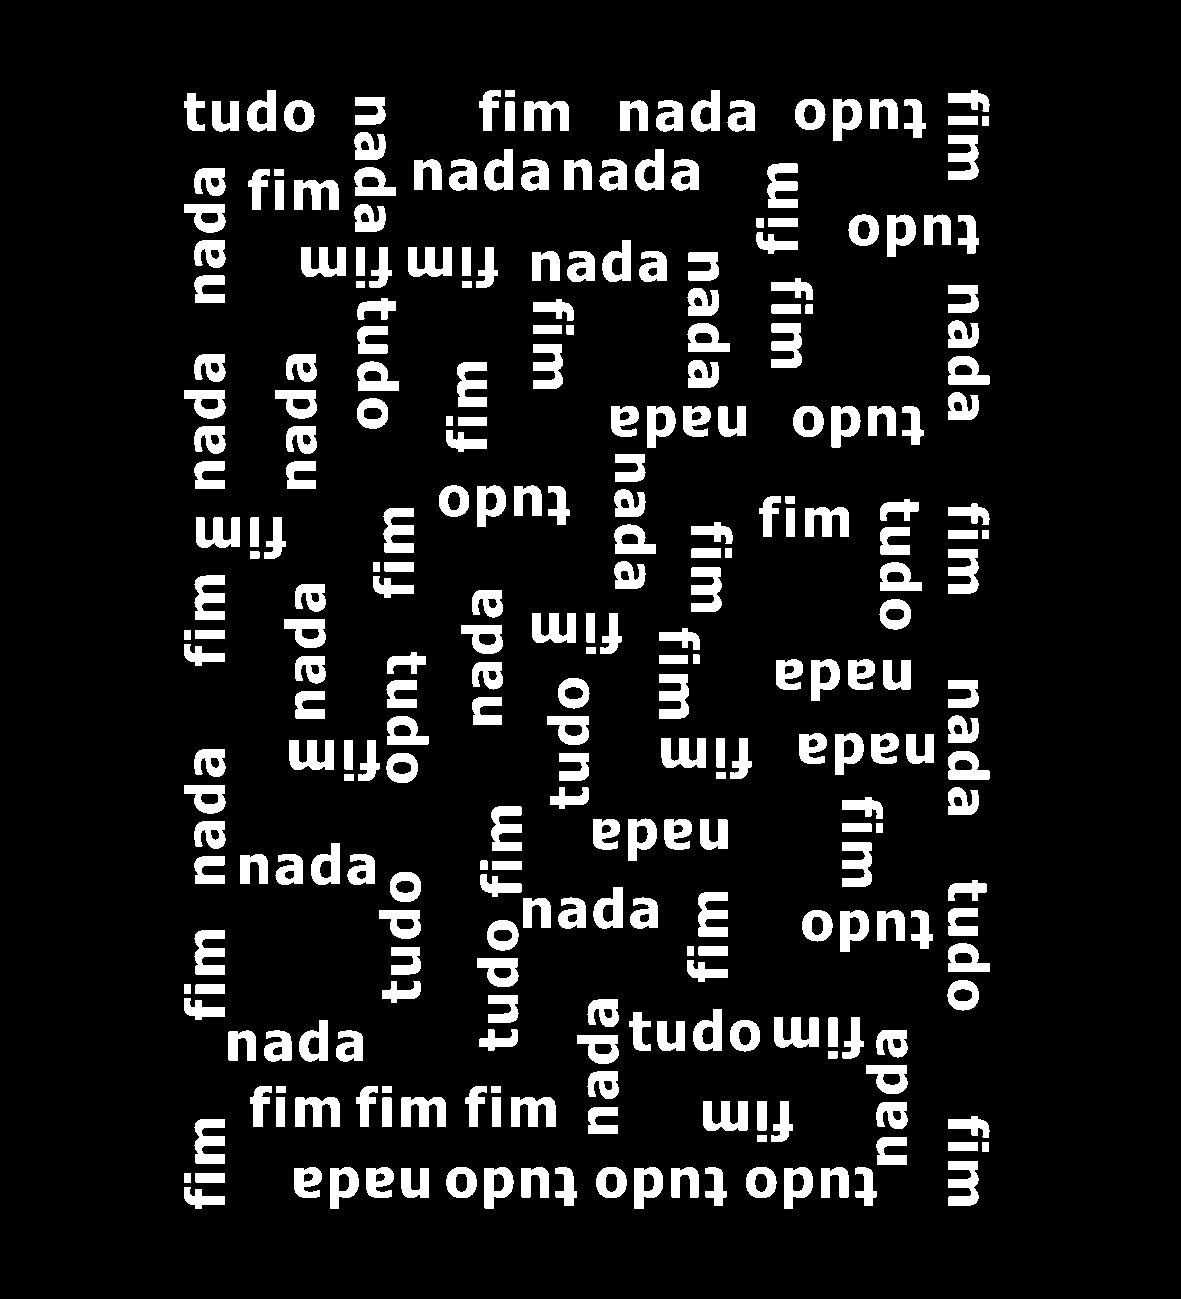 tudo nada fim nada tudo fim
nada fim nada nada fim tudo
fim fim nada nada fim nada
tudo fim
nada nada fim nada tudo
tudo nada fim tudo fim
fim fim fim
fim nada nada fim fim nada
tudo tudo nada
fim fim nada
nada fim nada fim
nada tudo nada fim tudo tudo
fim tudo
nada nada tudo fim nada
fim fim fim fim
fim nada tudo tudo tudo fim